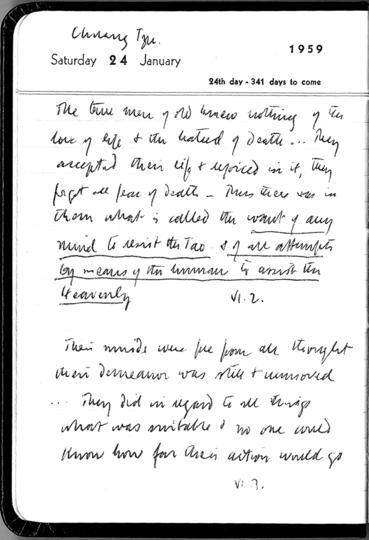 Chuang Tzu.
1959
Saturday 24 January
24th day - 341 days to come
The true men of old knew nothing of the
love of life & the hatred of death... They
accepted their life & rejoiced in it, they
forgot all fear of death – Thus there was in
them what is called the want of any
mind to resist the Tao & of all attempts
by means of the human to assist the
Heavenly
VI.2.
Their minds were free from all thought
their demeanor was still & unmoved
... They did in regard to all things
what was suitable & no one could
know how far their action would go
VI.3.